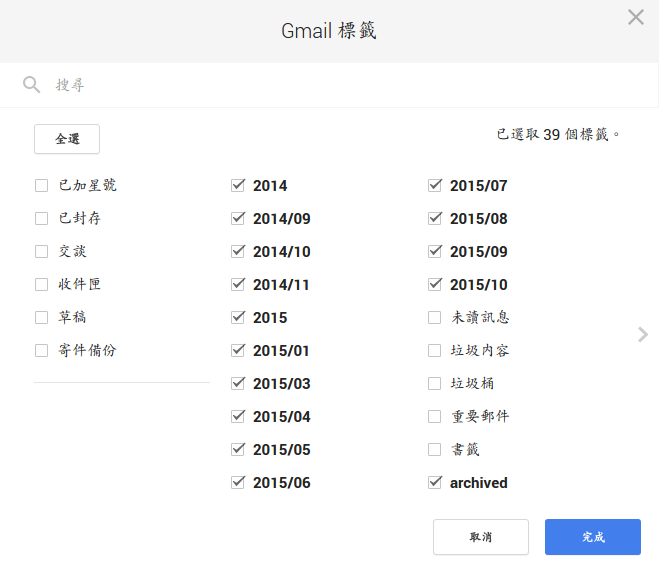 Gmail 標籤
搜尋
全選
已選取 39 個標籤。
已加星號
已封存
交談
收件匣
草稿
寄件備份
2014
2014/09
2014/10
2014/11
2015
2015/01
2015/03
2015/04
2015/05
2015/06
2015/07
2015/08
2015/09
2015/10
未讀訊息
垃圾內容
垃圾桶
重要郵件
書籤
archived
取消
完成